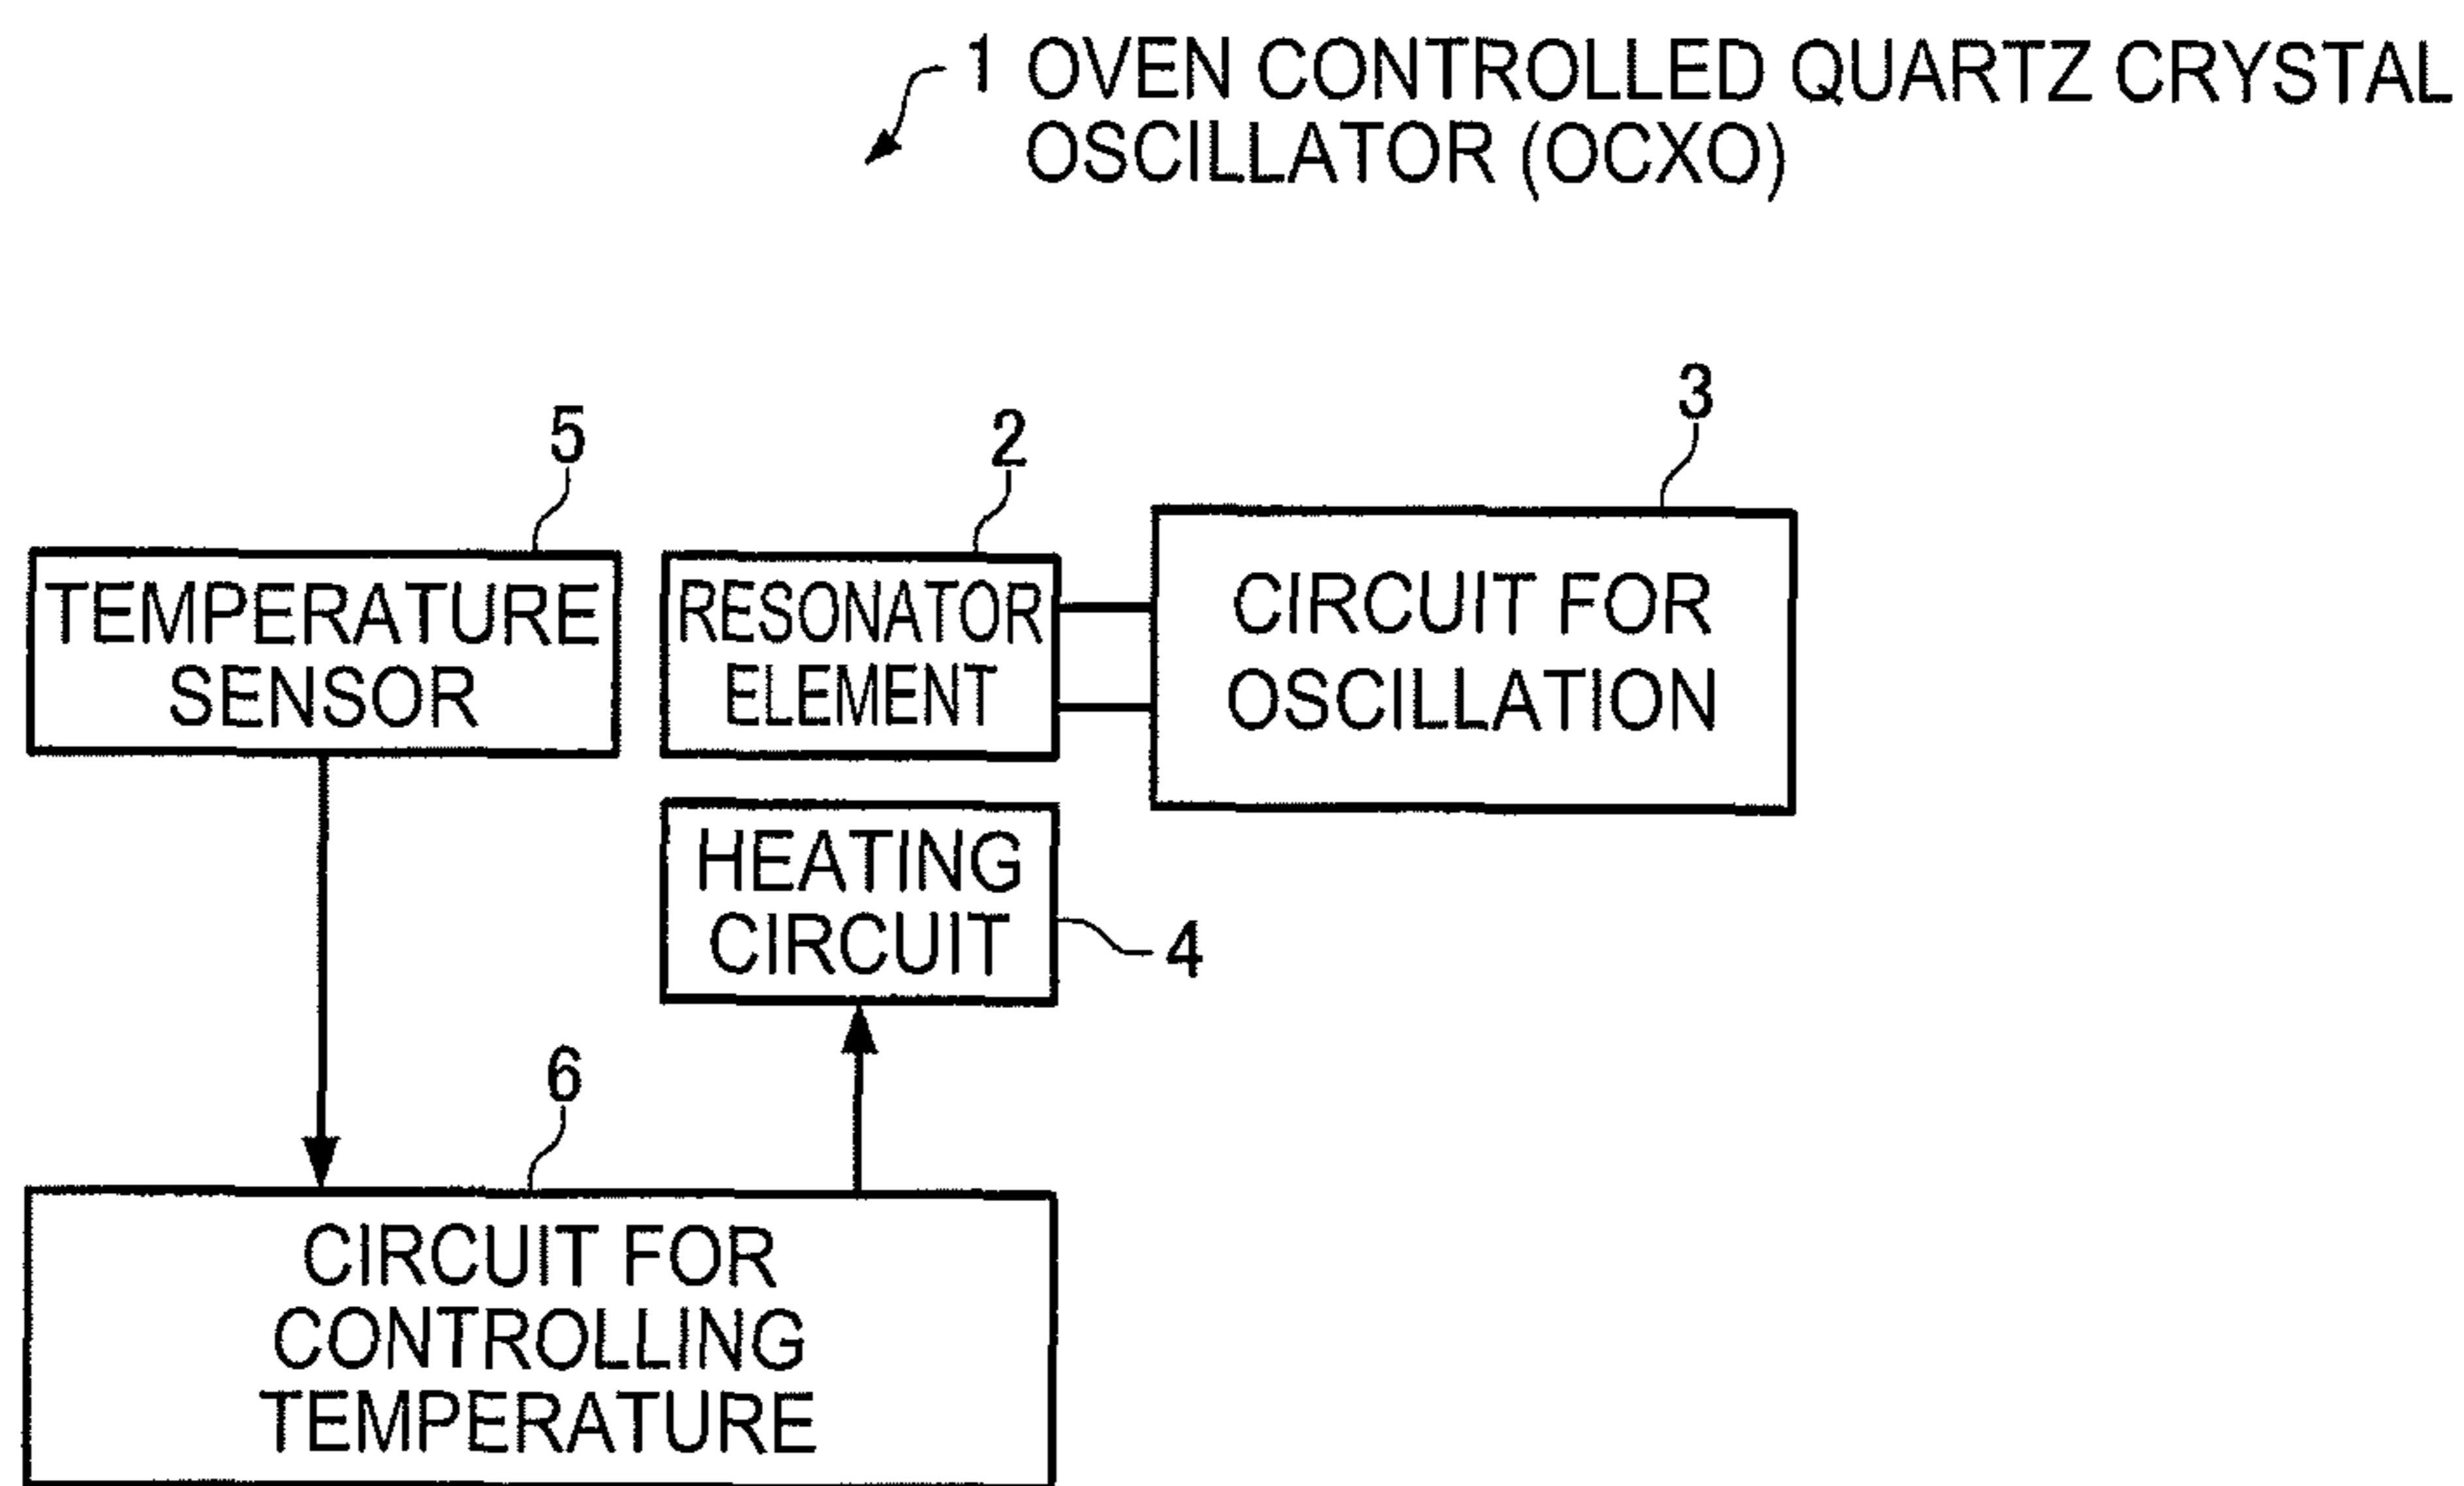 1 OVEN CONTROLLED QUARTZ CRYSTAL
OSCILLATOR (OCXO)
5
TEMPERATURE
SENSOR
2
RESONATOR
ELEMENT
3
CIRCUIT FOR
OSCILLATION
HEATING
CIRCUIT
4
6
CIRCUIT FOR
CONTROLLING
TEMPERATURE